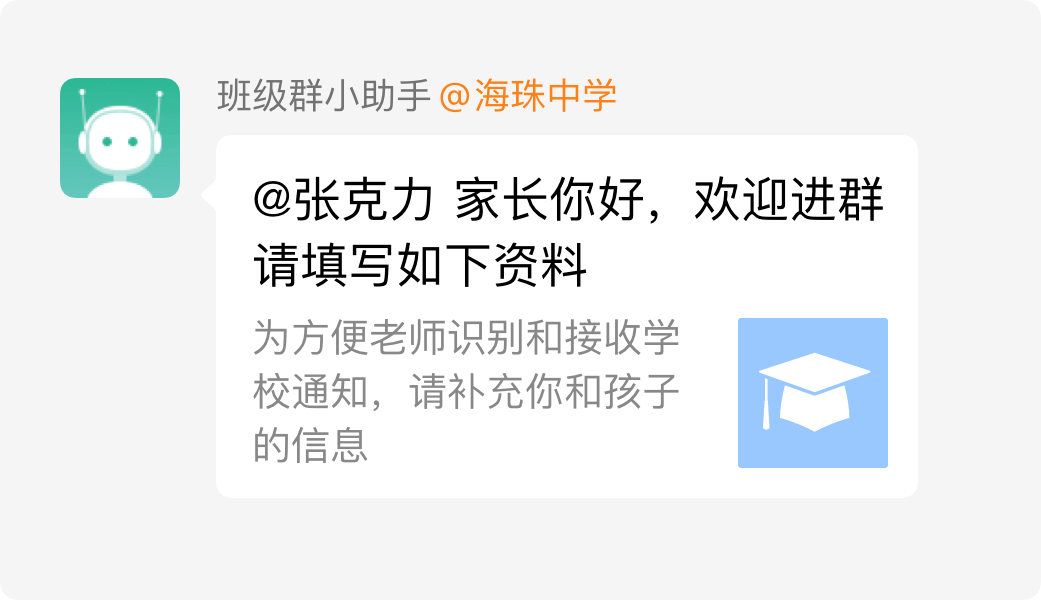 班级群小助手 @海珠中学
@张克力 家长你好，欢迎进群
请填写如下资料
为方便老师识别和接收学
校通知，请补充你和孩子
的信息